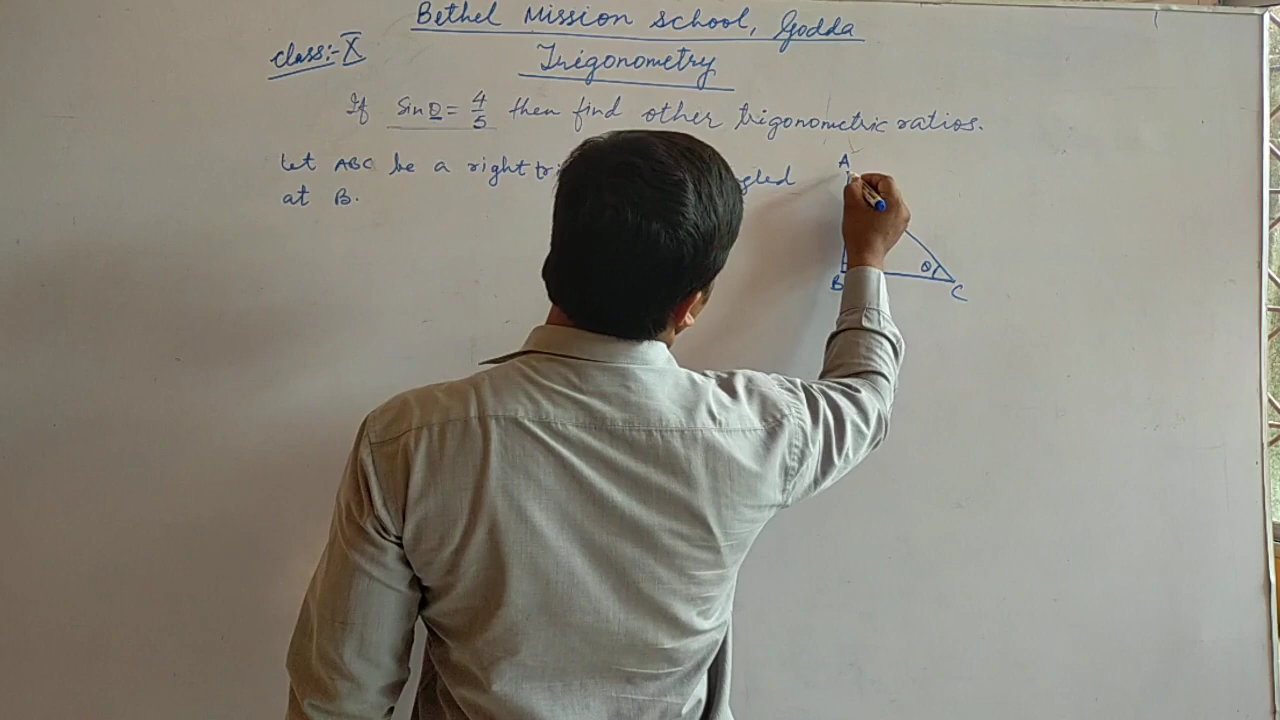 Bethel Mission School, Godda
Class:- X
Trigonometry
If Sin θ = 4/5 then find other trigonometric ratios.
Let ABC be a right
at B.
A
θ
B
C